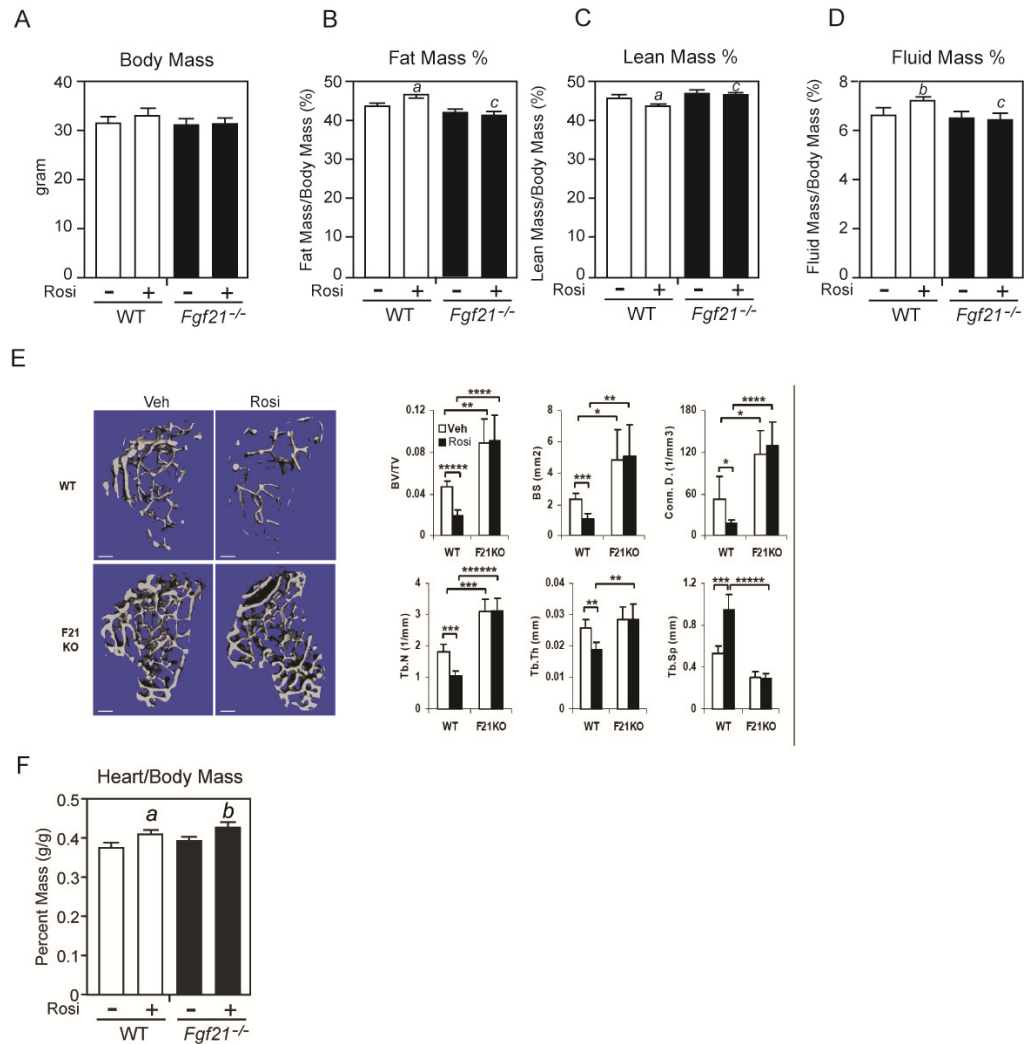 A
Body Mass
gram
40
30
20
10
0
Rosi
− + − +
WT Fgf21-/-
B
Fat Mass %
Fat Mass/Body Mass (%)
50
40
30
20
10
0
a
c
Rosi
− + − +
WT Fgf21-/-
C
Lean Mass %
Lean Mass/Body Mass (%)
50
40
30
20
10
0
a
c
Rosi
− + − +
WT Fgf21-/-
D
Fluid Mass %
Fluid Mass/Body Mass (%)
8
6
4
2
0
b
c
Rosi
− + − +
WT Fgf21-/-
E
Veh Rosi
WT
F21
KO
BV/TV
0.12
0.08
0.04
0
****
**
Veh
Rosi
*****
WT F21KO
BS (mm2)
8
6
4
2
0
**
*
***
WT F21KO
Conn. D. (1/mm3)
180
120
60
0
****
*
*
WT F21KO
Tb.N (1/mm)
4
3
2
1
0
******
***
***
WT F21KO
Tb.Th (mm)
0.04
0.03
0.02
0.01
0
**
**
WT F21KO
Tb.Sp (mm)
1.2
0.8
0.4
0
*** *****
WT F21KO
F
Heart/Body Mass
Percent Mass (g/g)
0.5
0.4
0.3
0.2
0.1
0
a
b
Rosi
− + − +
WT Fgf21-/-